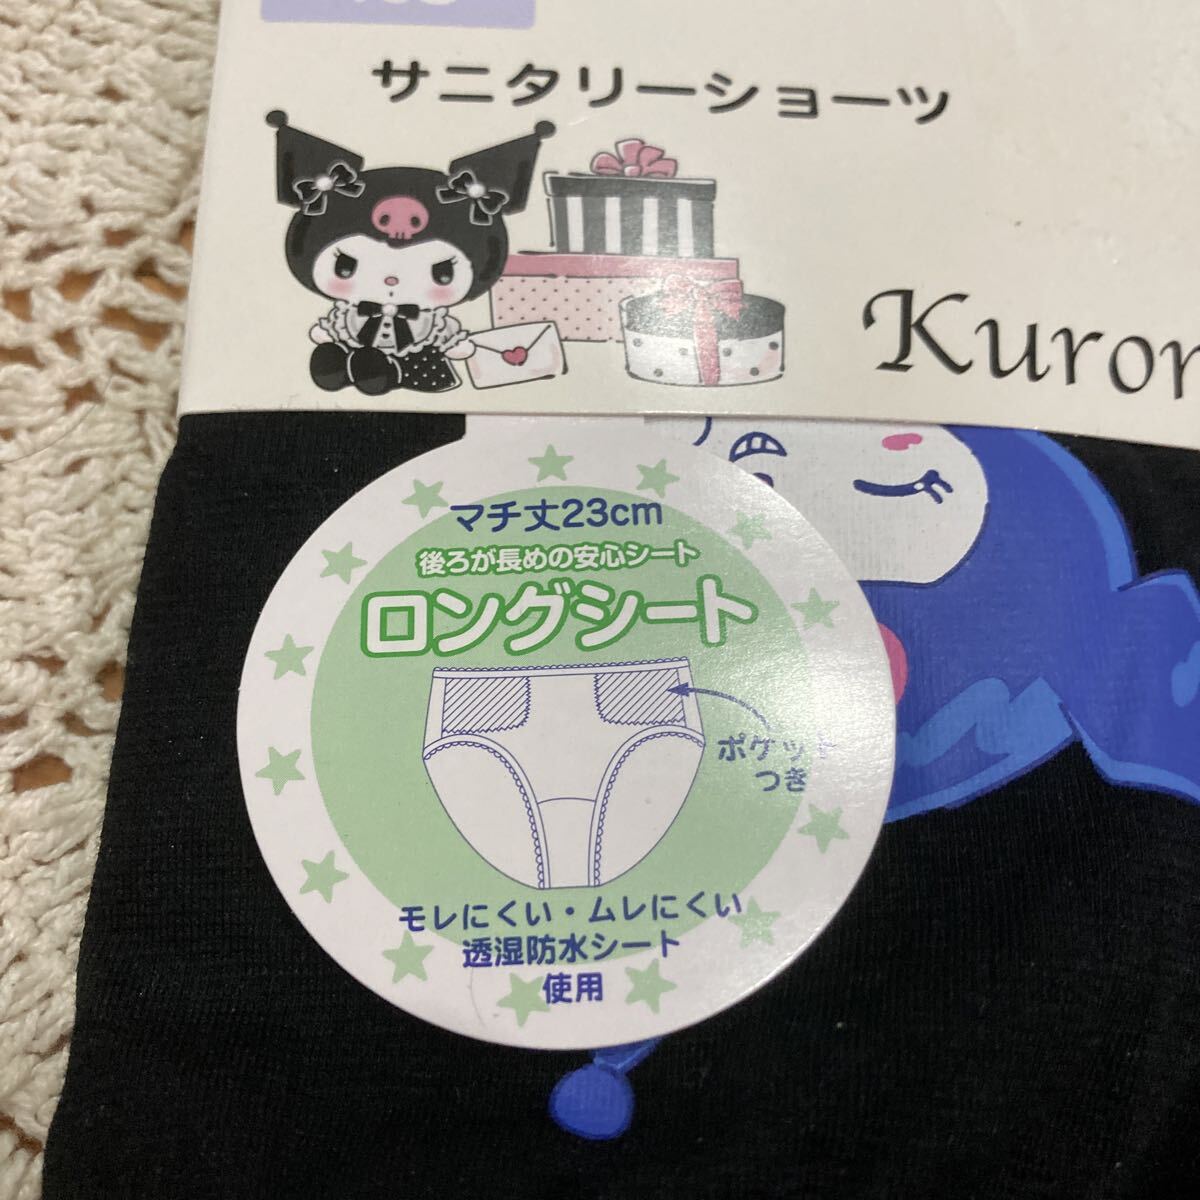 サニタリーショーツ
Kuror
マチ丈23cm
後ろが長めの安心シート
ロングシート
ポケット
つき
モレにくい・ムレにくい
透湿防水シート
使用